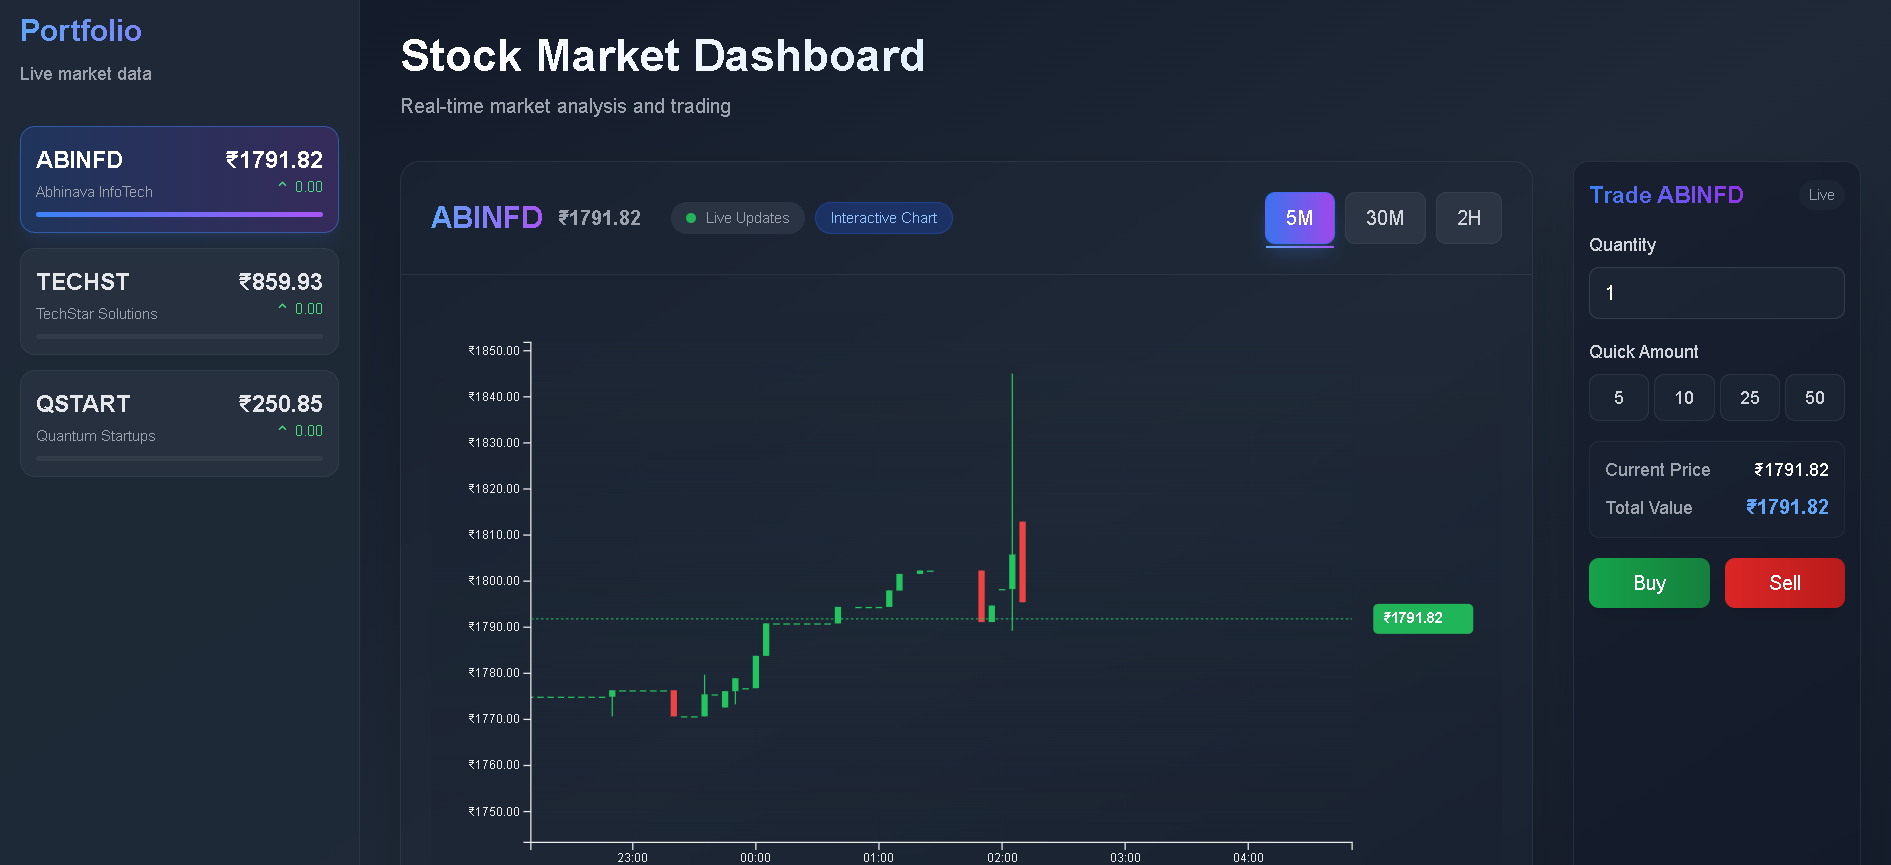 Portfolio
Live market data
ABINFD ₹1791.82
Abhinava InfoTech ^ 0.00
TECHST ₹859.93
TechStar Solutions ^ 0.00
QSTART ₹250.85
Quantum Startups ^ 0.00
Stock Market Dashboard
Real-time market analysis and trading
ABINFD ₹1791.82 Live Updates Interactive Chart 5M 30M 2H
₹1850.00
₹1840.00
₹1830.00
₹1820.00
₹1810.00
₹1800.00
₹1790.00
₹1780.00
₹1770.00
₹1760.00
₹1750.00
₹1791.82
23:00 00:00 01:00 02:00 03:00 04:00
Trade ABINFD Live
Quantity
1
Quick Amount
5 10 25 50
Current Price ₹1791.82
Total Value ₹1791.82
Buy Sell